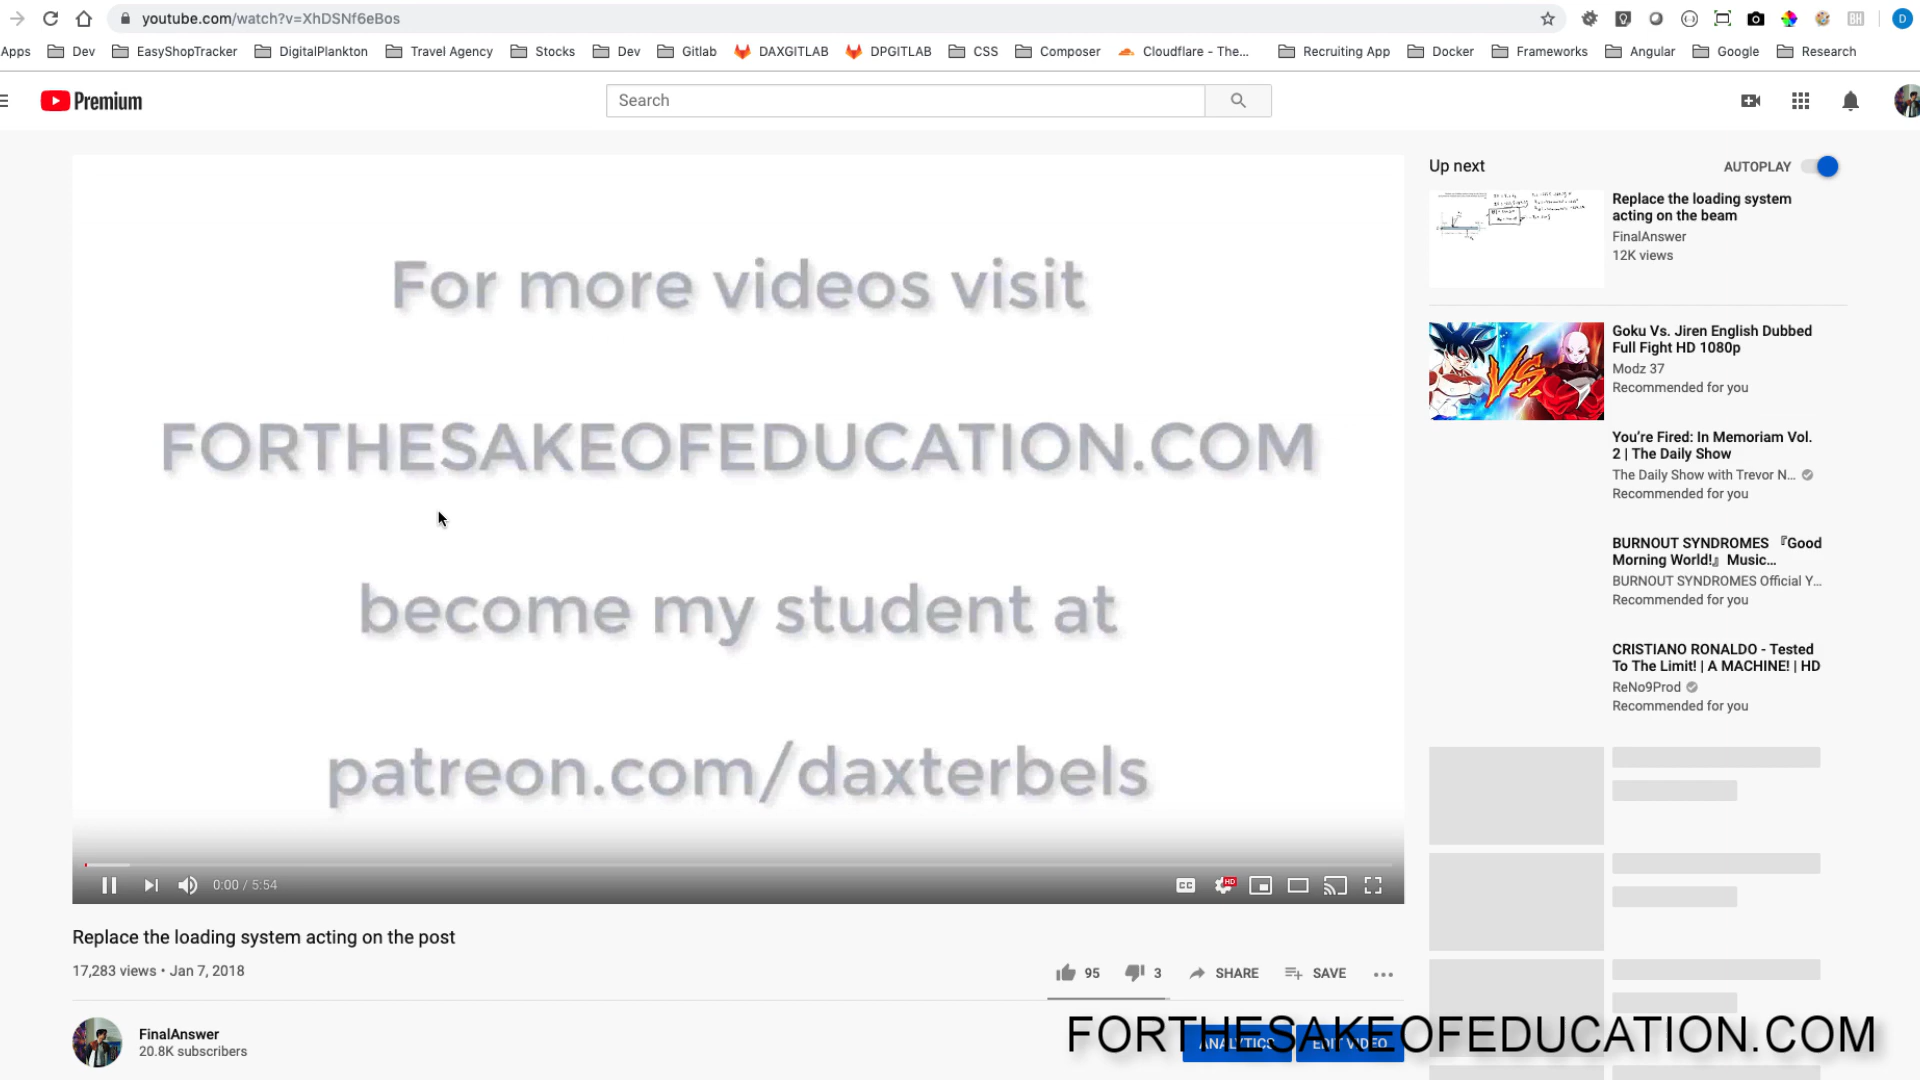 youtube.com/watch?v=XhDSNf6eBos
Apps Dev EasyShopTracker DigitalPlankton Travel Agency Stocks Dev Gitlab DAXGITLAB DPGITLAB CSS Composer Cloudflare - The... Recruiting App Docker Frameworks Angular Google Research
Premium
Search
For more videos visit
FORTHESAKEOFEDUCATION.COM
become my student at
patreon.com/daxterbels
0:00 / 5:54
CC
HD
Replace the loading system acting on the post
17,283 views • Jan 7, 2018
95
3
SHARE
SAVE
FinalAnswer
20.8K subscribers
ANALYTICS
EDIT VIDEO
Up next
AUTOPLAY
Replace the loading system
acting on the beam
FinalAnswer
12K views
VS.
Goku Vs. Jiren English Dubbed
Full Fight HD 1080p
Modz 37
Recommended for you
You're Fired: In Memoriam Vol.
2 | The Daily Show
The Daily Show with Trevor N...
Recommended for you
BURNOUT SYNDROMES 『Good
Morning World!』 Music...
BURNOUT SYNDROMES Official Y...
Recommended for you
CRISTIANO RONALDO - Tested
To The Limit! | A MACHINE! | HD
ReNo9Prod
Recommended for you
FORTHESAKEOFEDUCATION.COM